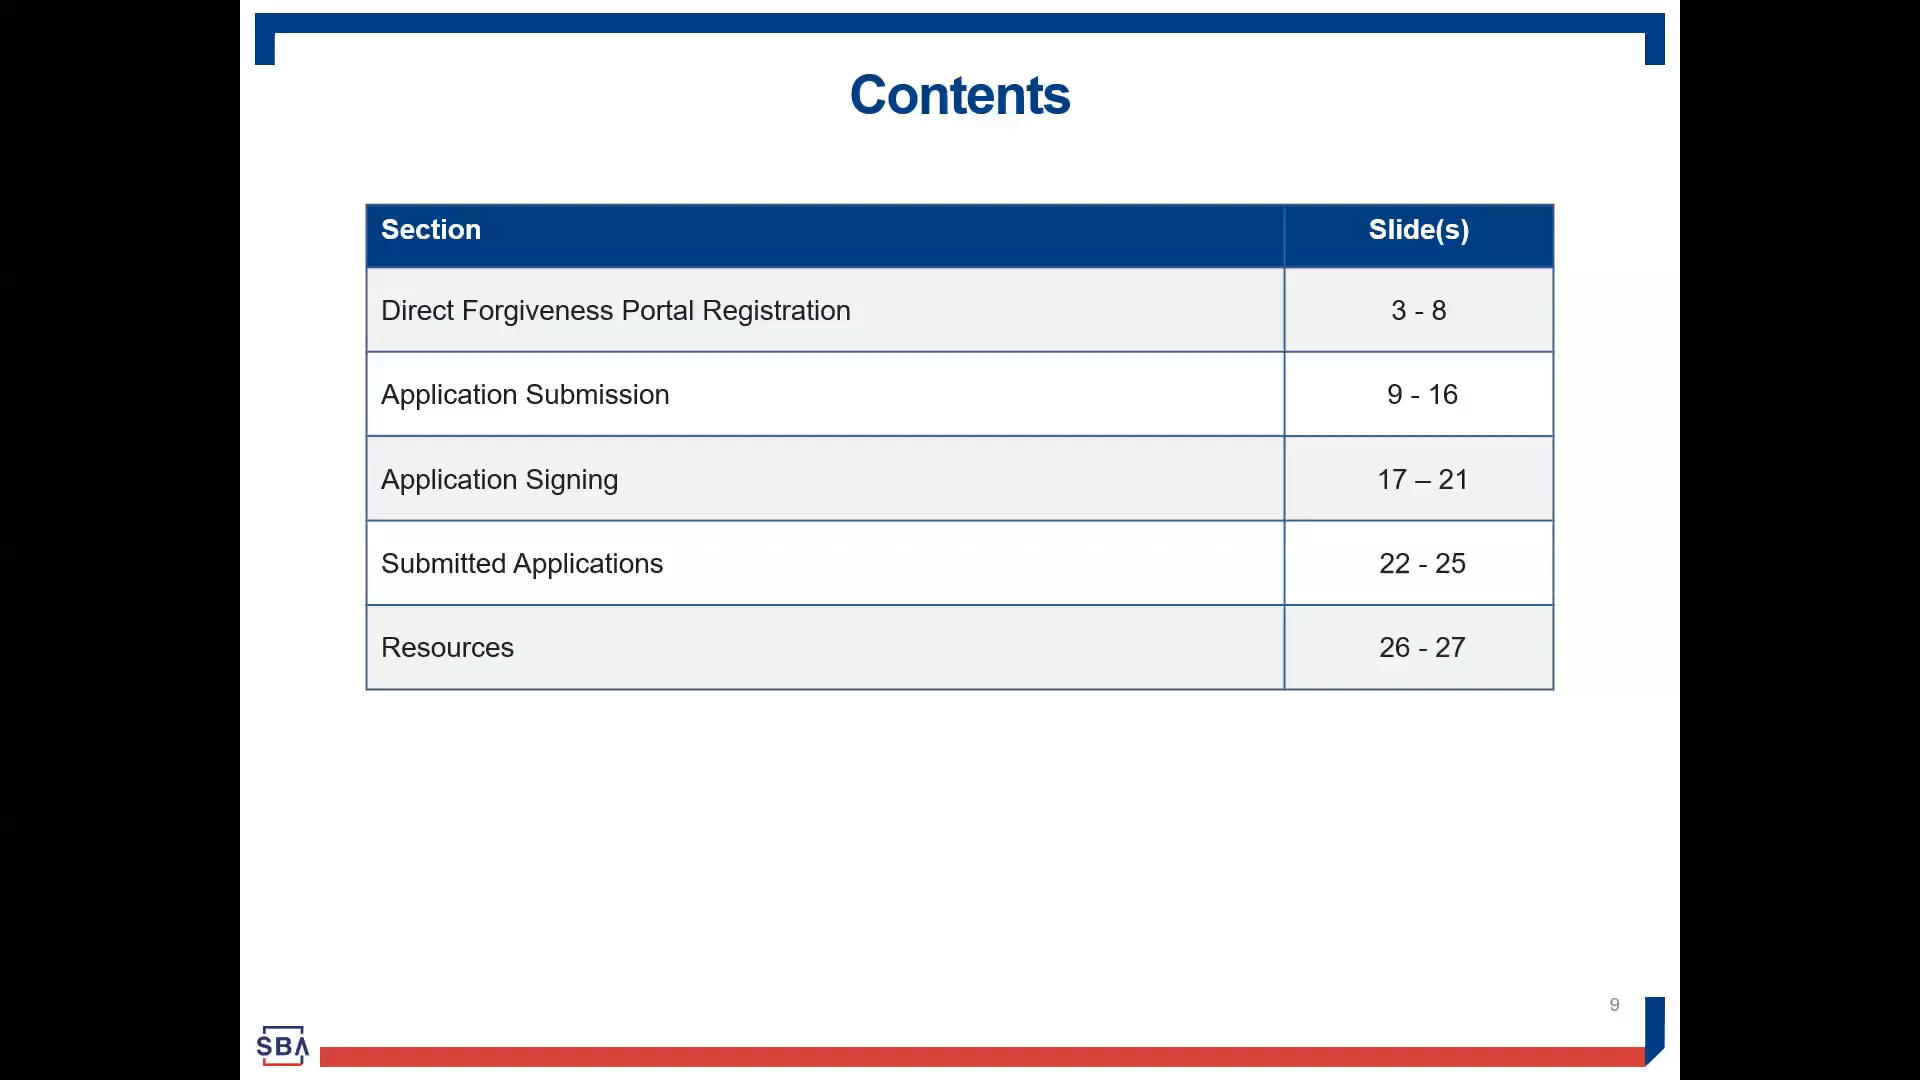 Contents
Section Slide(s)
Direct Forgiveness Portal Registration 3 - 8
Application Submission 9 - 16
Application Signing 17 – 21
Submitted Applications 22 - 25
Resources 26 - 27
9
SBA